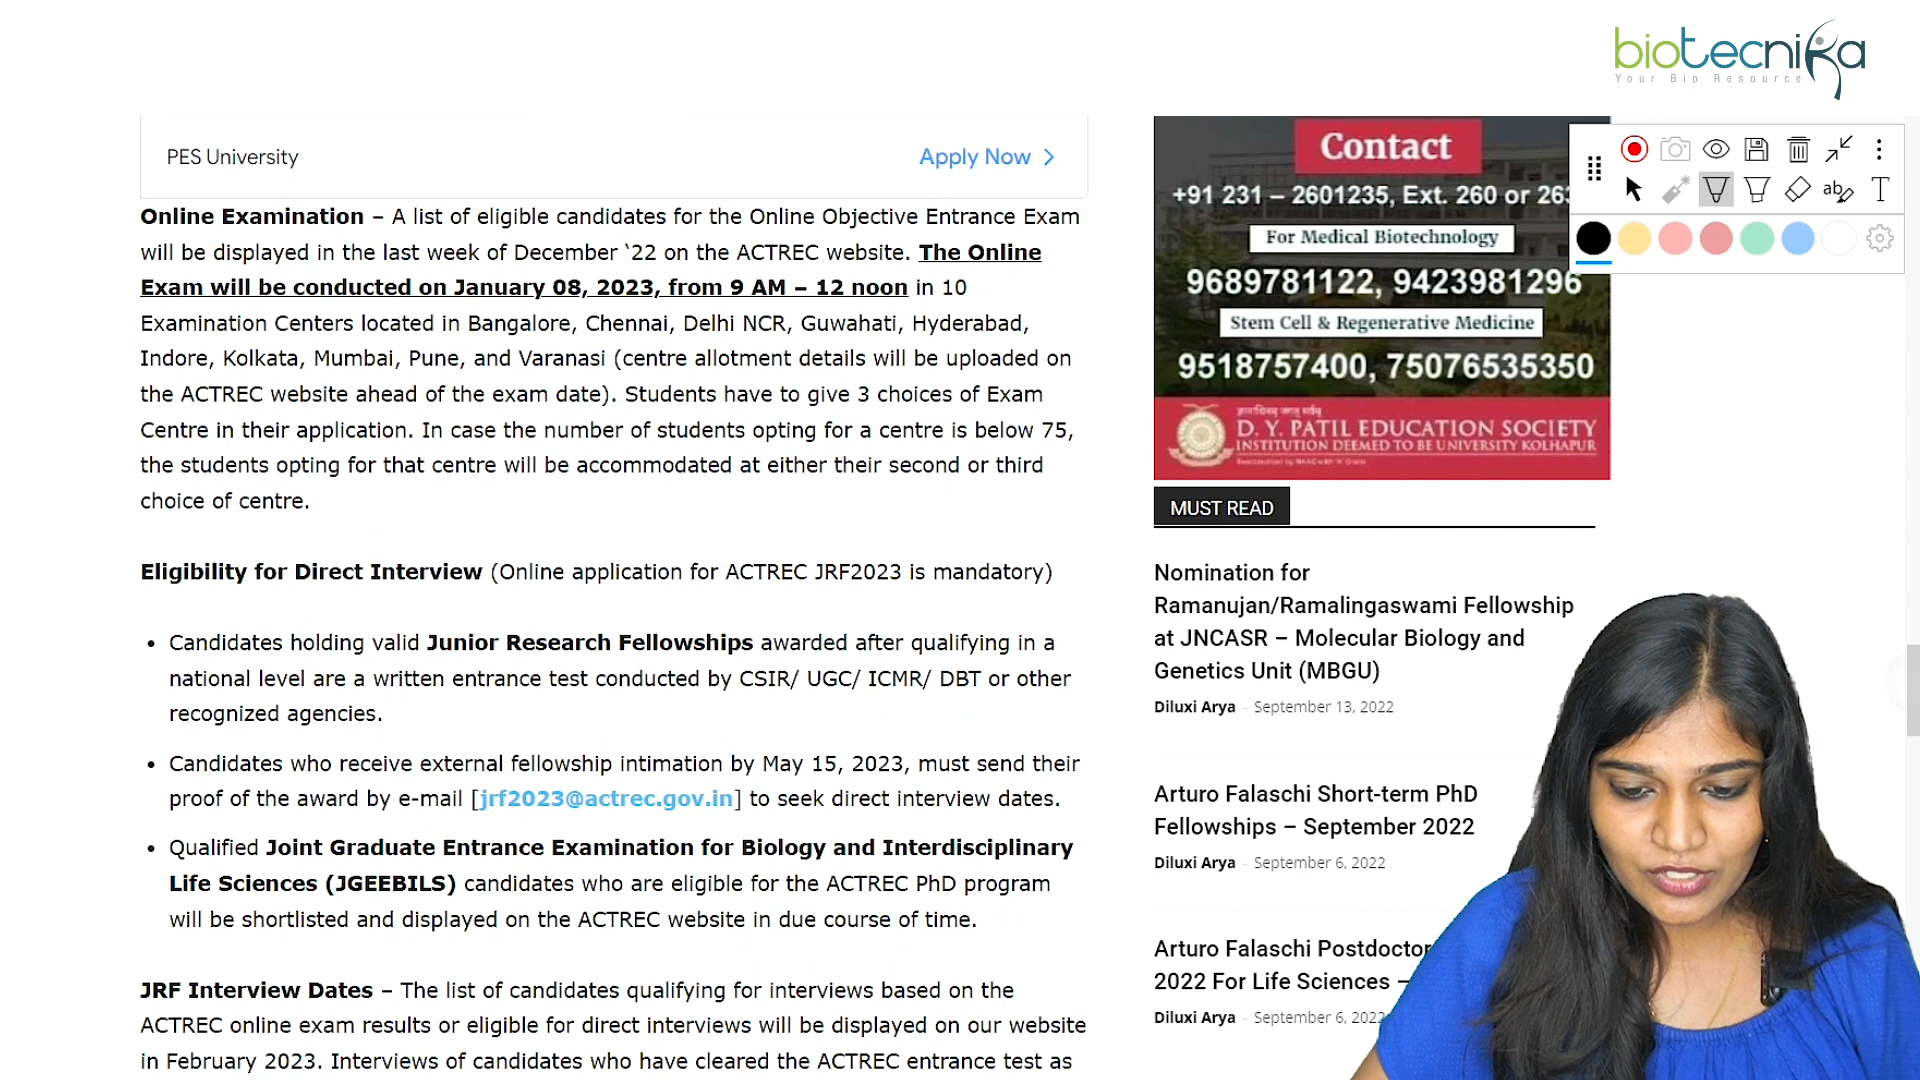 biotecnika
Your Bio Resource
PES University
Apply Now
Online Examination – A list of eligible candidates for the Online Objective Entrance Exam
will be displayed in the last week of December ‘22 on the ACTREC website. The Online
Exam will be conducted on January 08, 2023, from 9 AM – 12 noon in 10
Examination Centers located in Bangalore, Chennai, Delhi NCR, Guwahati, Hyderabad,
Indore, Kolkata, Mumbai, Pune, and Varanasi (centre allotment details will be uploaded on
the ACTREC website ahead of the exam date). Students have to give 3 choices of Exam
Centre in their application. In case the number of students opting for a centre is below 75,
the students opting for that centre will be accommodated at either their second or third
choice of centre.
Eligibility for Direct Interview (Online application for ACTREC JRF2023 is mandatory)
• Candidates holding valid Junior Research Fellowships awarded after qualifying in a
national level are a written entrance test conducted by CSIR/ UGC/ ICMR/ DBT or other
recognized agencies.
• Candidates who receive external fellowship intimation by May 15, 2023, must send their
proof of the award by e-mail [jrf2023@actrec.gov.in] to seek direct interview dates.
• Qualified Joint Graduate Entrance Examination for Biology and Interdisciplinary
Life Sciences (JGEEBILS) candidates who are eligible for the ACTREC PhD program
will be shortlisted and displayed on the ACTREC website in due course of time.
JRF Interview Dates – The list of candidates qualifying for interviews based on the
ACTREC online exam results or eligible for direct interviews will be displayed on our website
in February 2023. Interviews of candidates who have cleared the ACTREC entrance test as
Contact
+91 231 – 2601235, Ext. 260 or 263
For Medical Biotechnology
9689781122, 9423981296
Stem Cell & Regenerative Medicine
9518757400, 75076535350
D. Y. PATIL EDUCATION SOCIETY
INSTITUTION DEEMED TO BE UNIVERSITY KOLHAPUR
MUST READ
Nomination for
Ramanujan/Ramalingaswami Fellowship
at JNCASR – Molecular Biology and
Genetics Unit (MBGU)
Diluxi Arya - September 13, 2022
Arturo Falaschi Short-term PhD
Fellowships – September 2022
Diluxi Arya - September 6, 2022
Arturo Falaschi Postdoctor
2022 For Life Sciences –
Diluxi Arya - September 6, 2022
ab
T